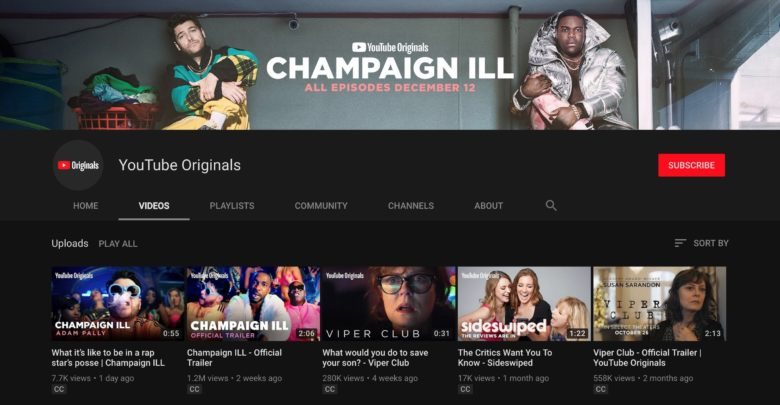 YouTube Originals
CHAMPAIGN ILL
ALL EPISODES DECEMBER 12
Originals
YouTube Originals
SUBSCRIBE
HOME
VIDEOS
PLAYLISTS
COMMUNITY
CHANNELS
ABOUT
Uploads
PLAY ALL
SORT BY
YouTube Originals
CHAMPAIGN ILL
ADAM PALLY
0:55
YouTube Originals
CHAMPAIGN ILL
OFFICIAL TRAILER
2:06
YouTube Originals
VIPER CLUB
0:31
YouTube Originals
sideswiped
THE REVIEWS ARE IN
1:22
SUSAN SARANDON
VIPER
CLUB
IN SELECT THEATERS
OCTOBER 26
2:13
What it's like to be in a rap
star's posse | Champaign ILL
7.7K views • 1 day ago
CC
Champaign ILL - Official
Trailer
1.2M views • 2 weeks ago
CC
What would you do to save
your son? - Viper Club
280K views • 4 weeks ago
CC
The Critics Want You To
Know - Sideswiped
17K views • 1 month ago
CC
Viper Club - Official Trailer |
YouTube Originals
558K views • 2 months ago
CC